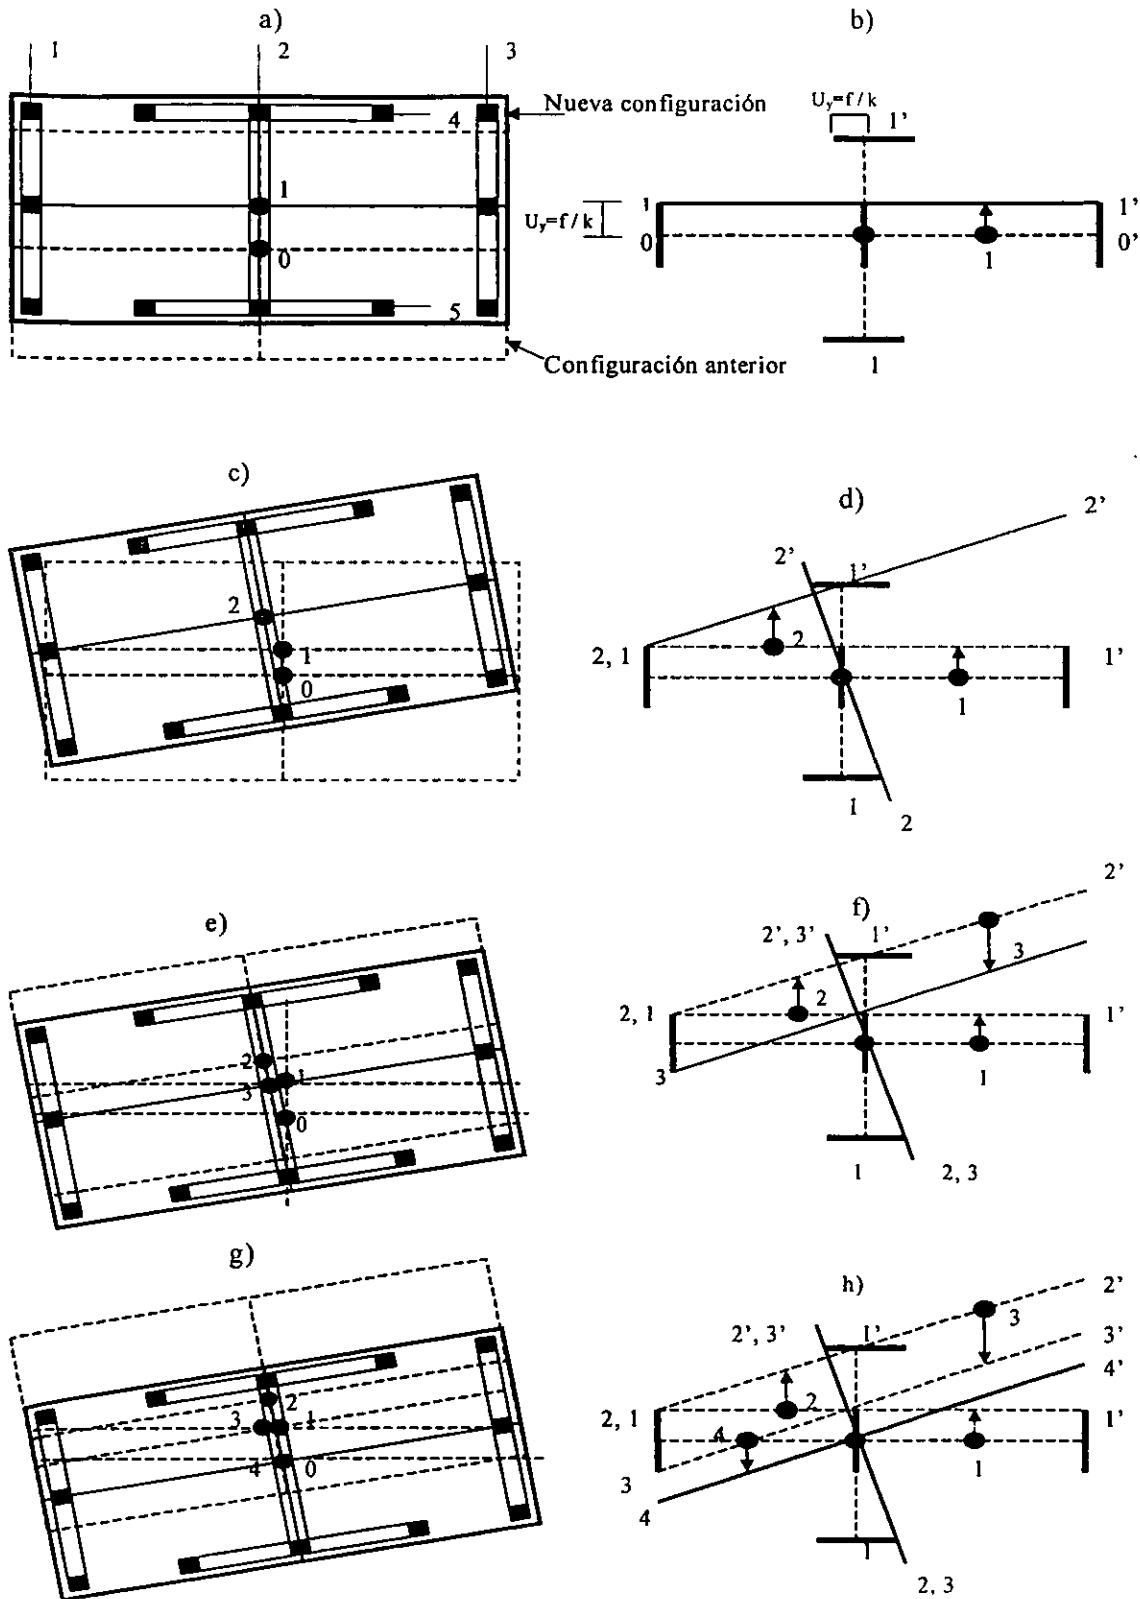 a)
b)
1 2 3
Nueva configuración
4
1
0
5
Configuración anterior
Uy=f / k
1'
Uy=f / k
1 1'
0 0'
1
1
c)
2
1
0
d)
2'
2' 1'
2
2, 1 1'
1
1
2
e)
2
1
3
0
f)
2'
2', 3' 1'
3
2
2, 1 1'
3 1
1
2, 3
g)
2
3 1
4 0
h)
2'
2', 3' 1'
3
3'
4'
2
2, 1 1'
4
1
3
4
1
2, 3